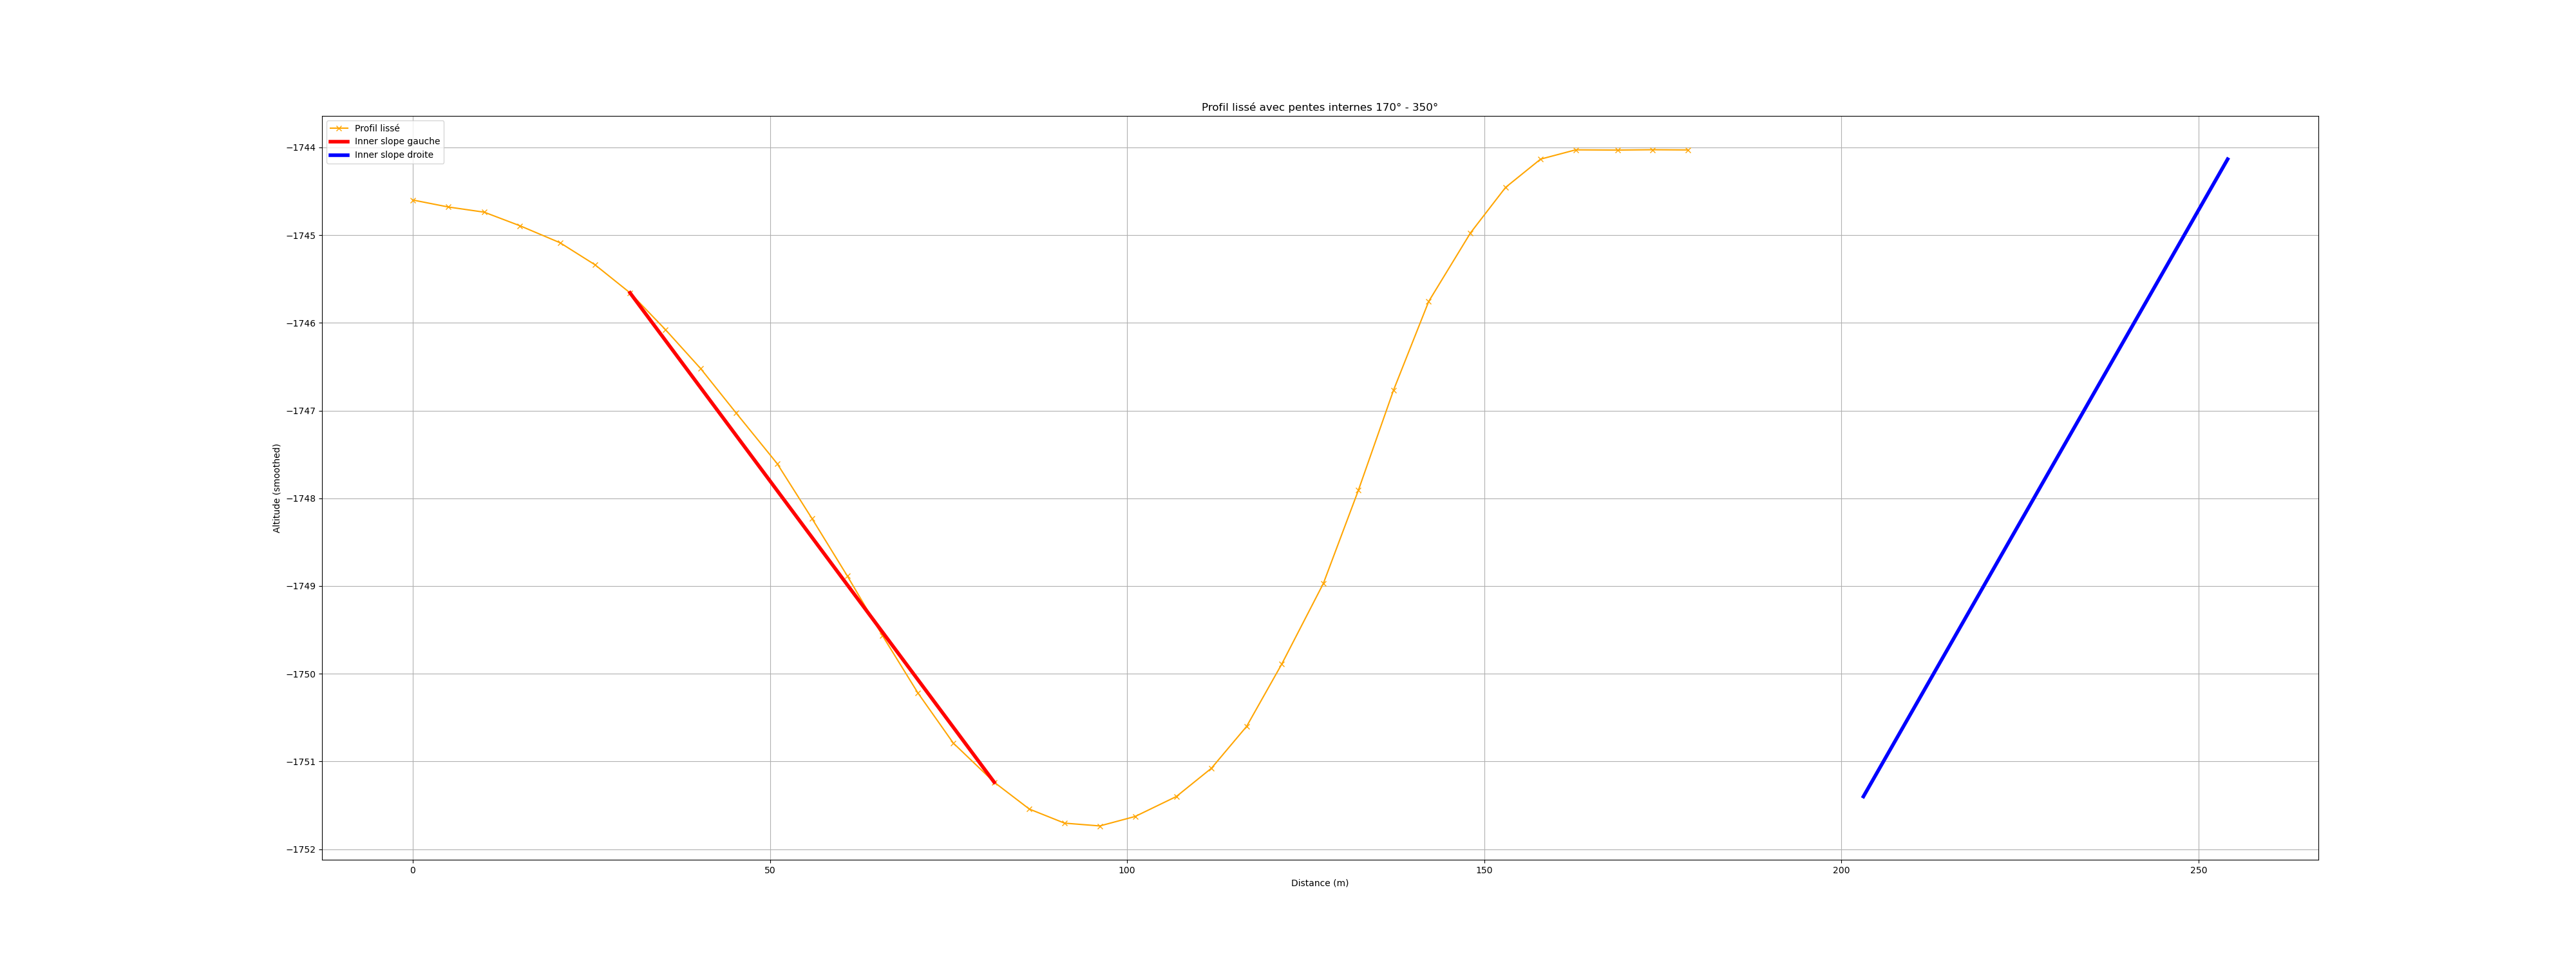 Profil lissé avec pentes internes 170° - 350°
Profil lissé
Inner slope gauche
Inner slope droite
−1744
−1745
−1746
−1747
−1748
−1749
−1750
−1751
−1752
Altitude (smoothed)
0
50
100
150
200
250
Distance (m)